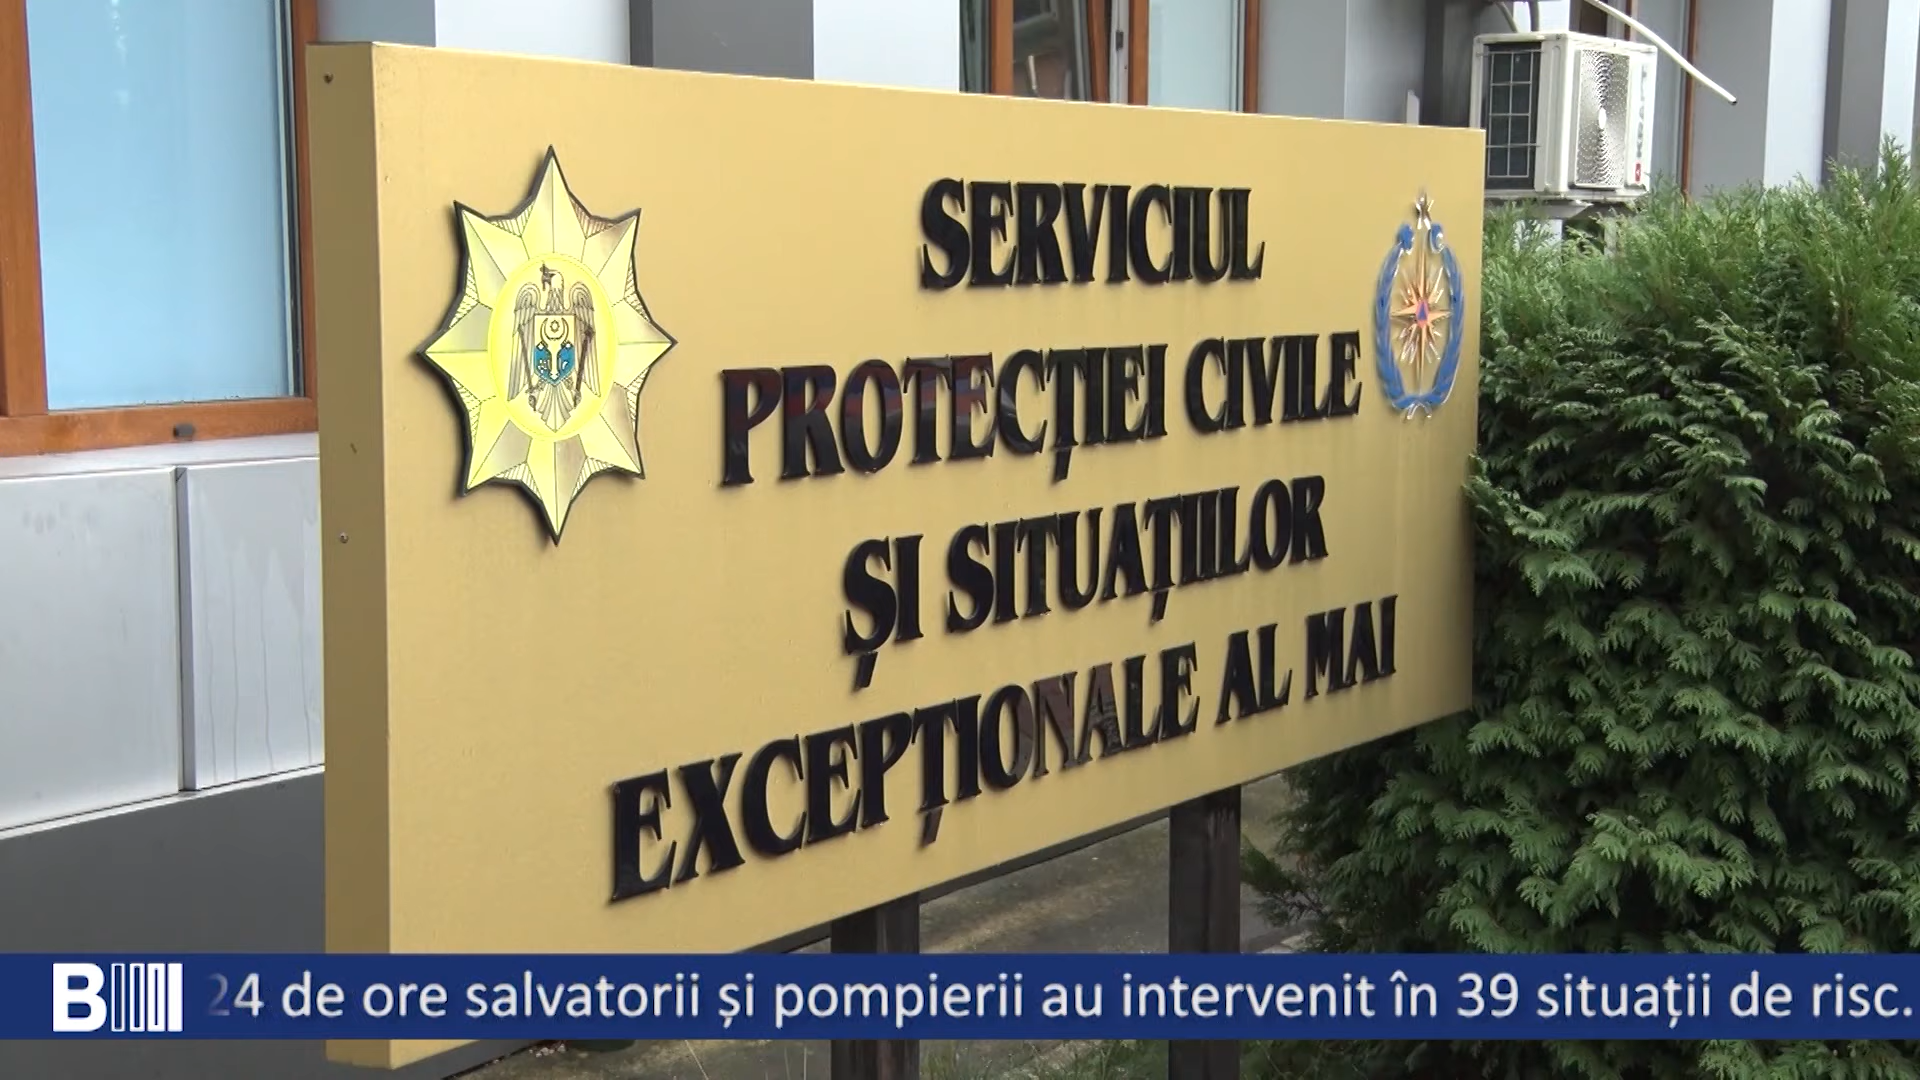 SERVICIUL
PROTECȚIEI CIVILE
ȘI SITUAȚIILOR
EXCEPȚIONALE AL MAI
B 24 de ore salvatorii și pompierii au intervenit în 39 situații de risc.